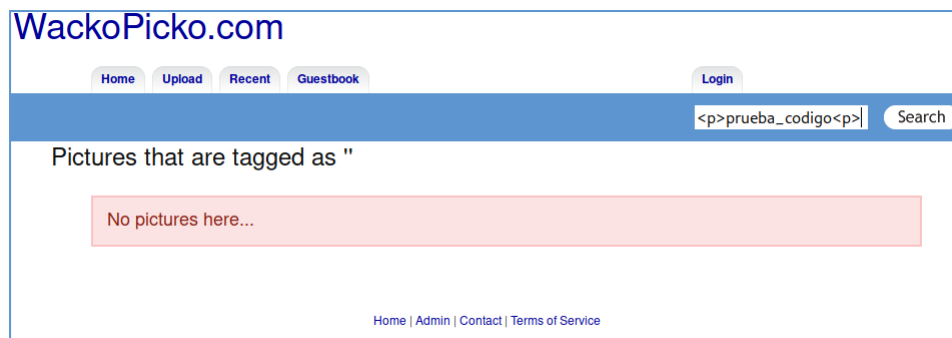 WackoPicko.com
Home Upload Recent Guestbook Login
<p>prueba_codigo<p> Search
Pictures that are tagged as ''
No pictures here...
Home | Admin | Contact | Terms of Service